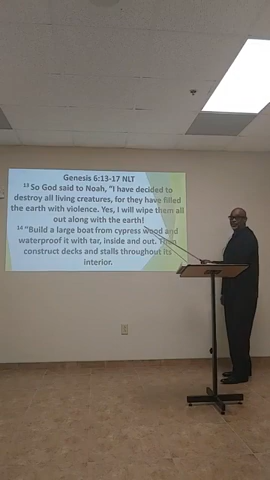 Genesis 6:13-17 NLT
13 So God said to Noah, "I have decided to
destroy all living creatures, for they have filled
the earth with violence. Yes, I will wipe them all
out along with the earth!
14 "Build a large boat from cypress wood and
waterproof it with tar, inside and out. Then
construct decks and stalls throughout its
interior.